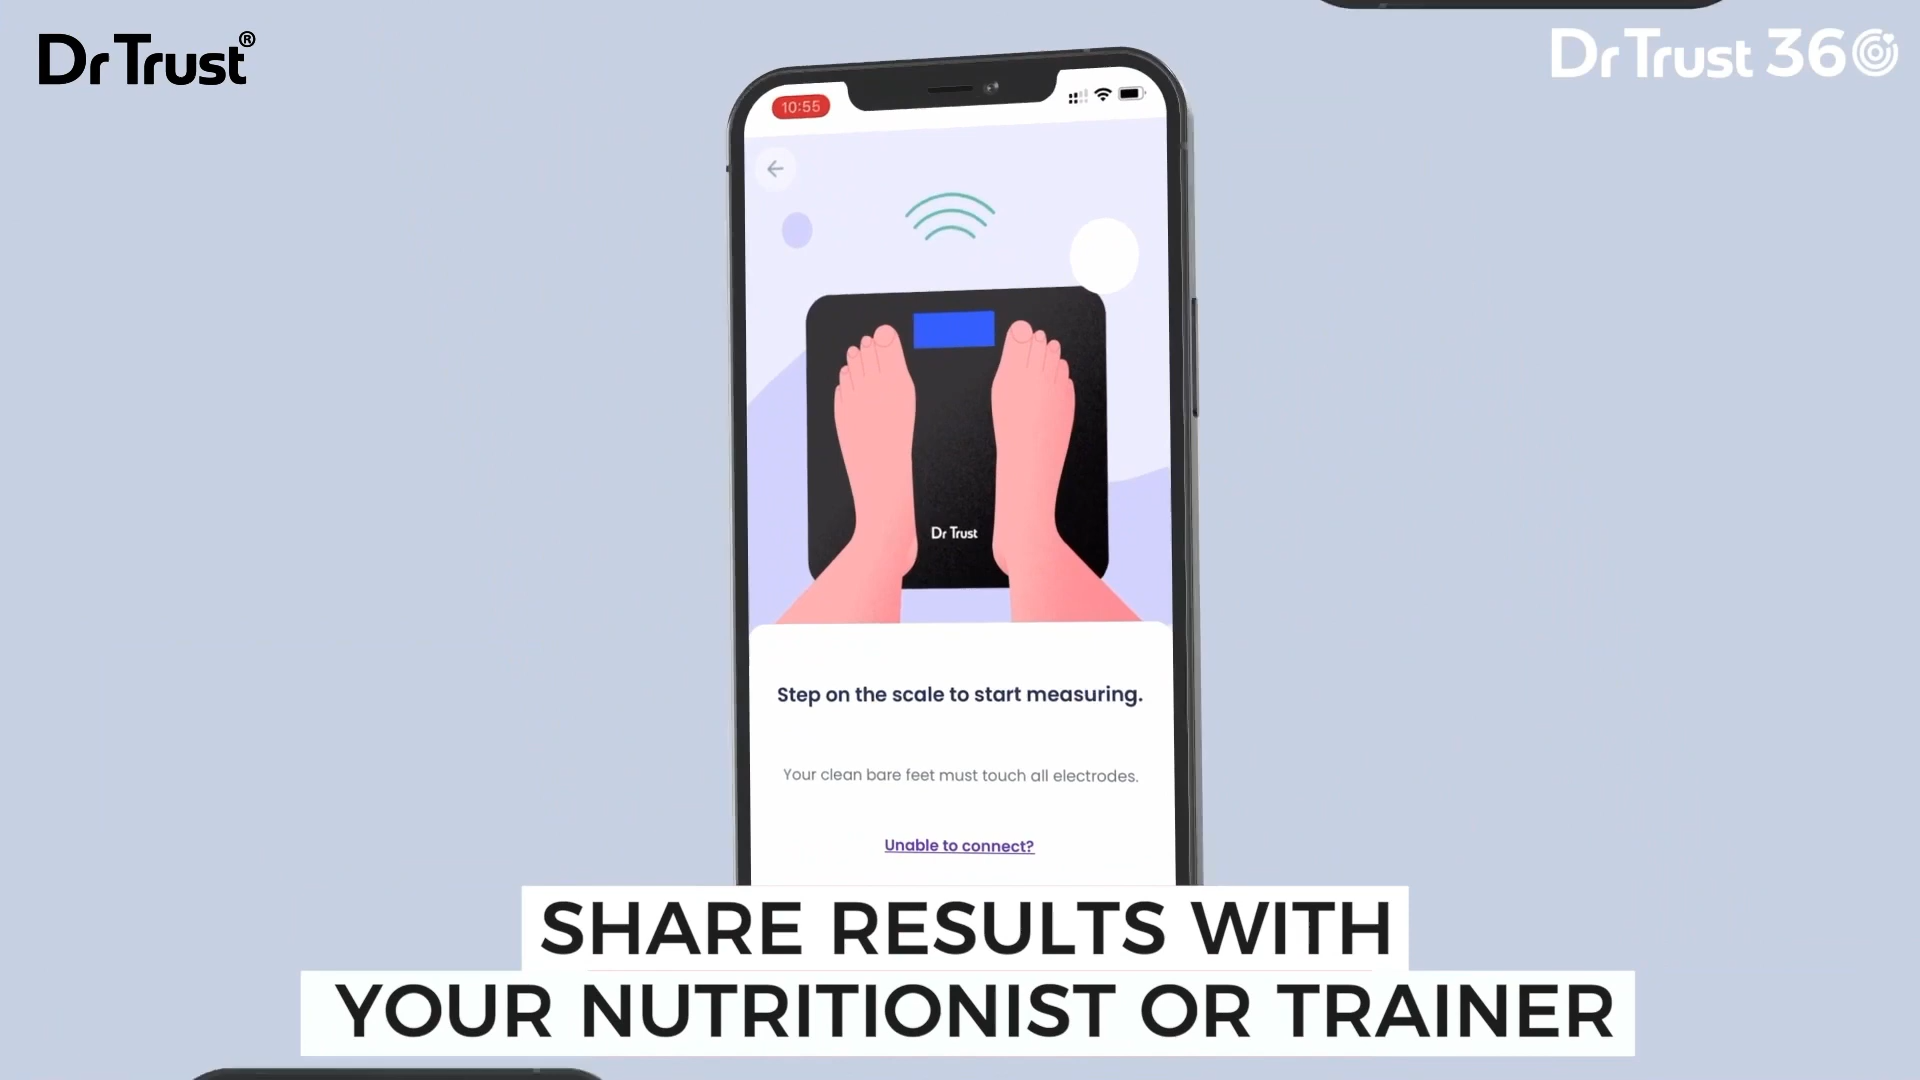 Dr Trust®
Dr Trust 360
10:55
Dr Trust
Step on the scale to start measuring.
Your clean bare feet must touch all electrodes.
Unable to connect?
SHARE RESULTS WITH
YOUR NUTRITIONIST OR TRAINER